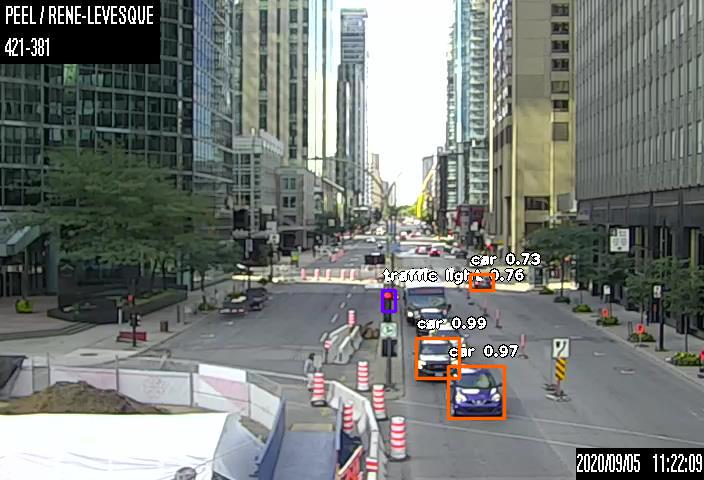 PEEL / RENE-LEVESQUE
421-381
car 0.73
traffic light 0.76
car 0.99
car 0.97
2020/09/05 11:22:09